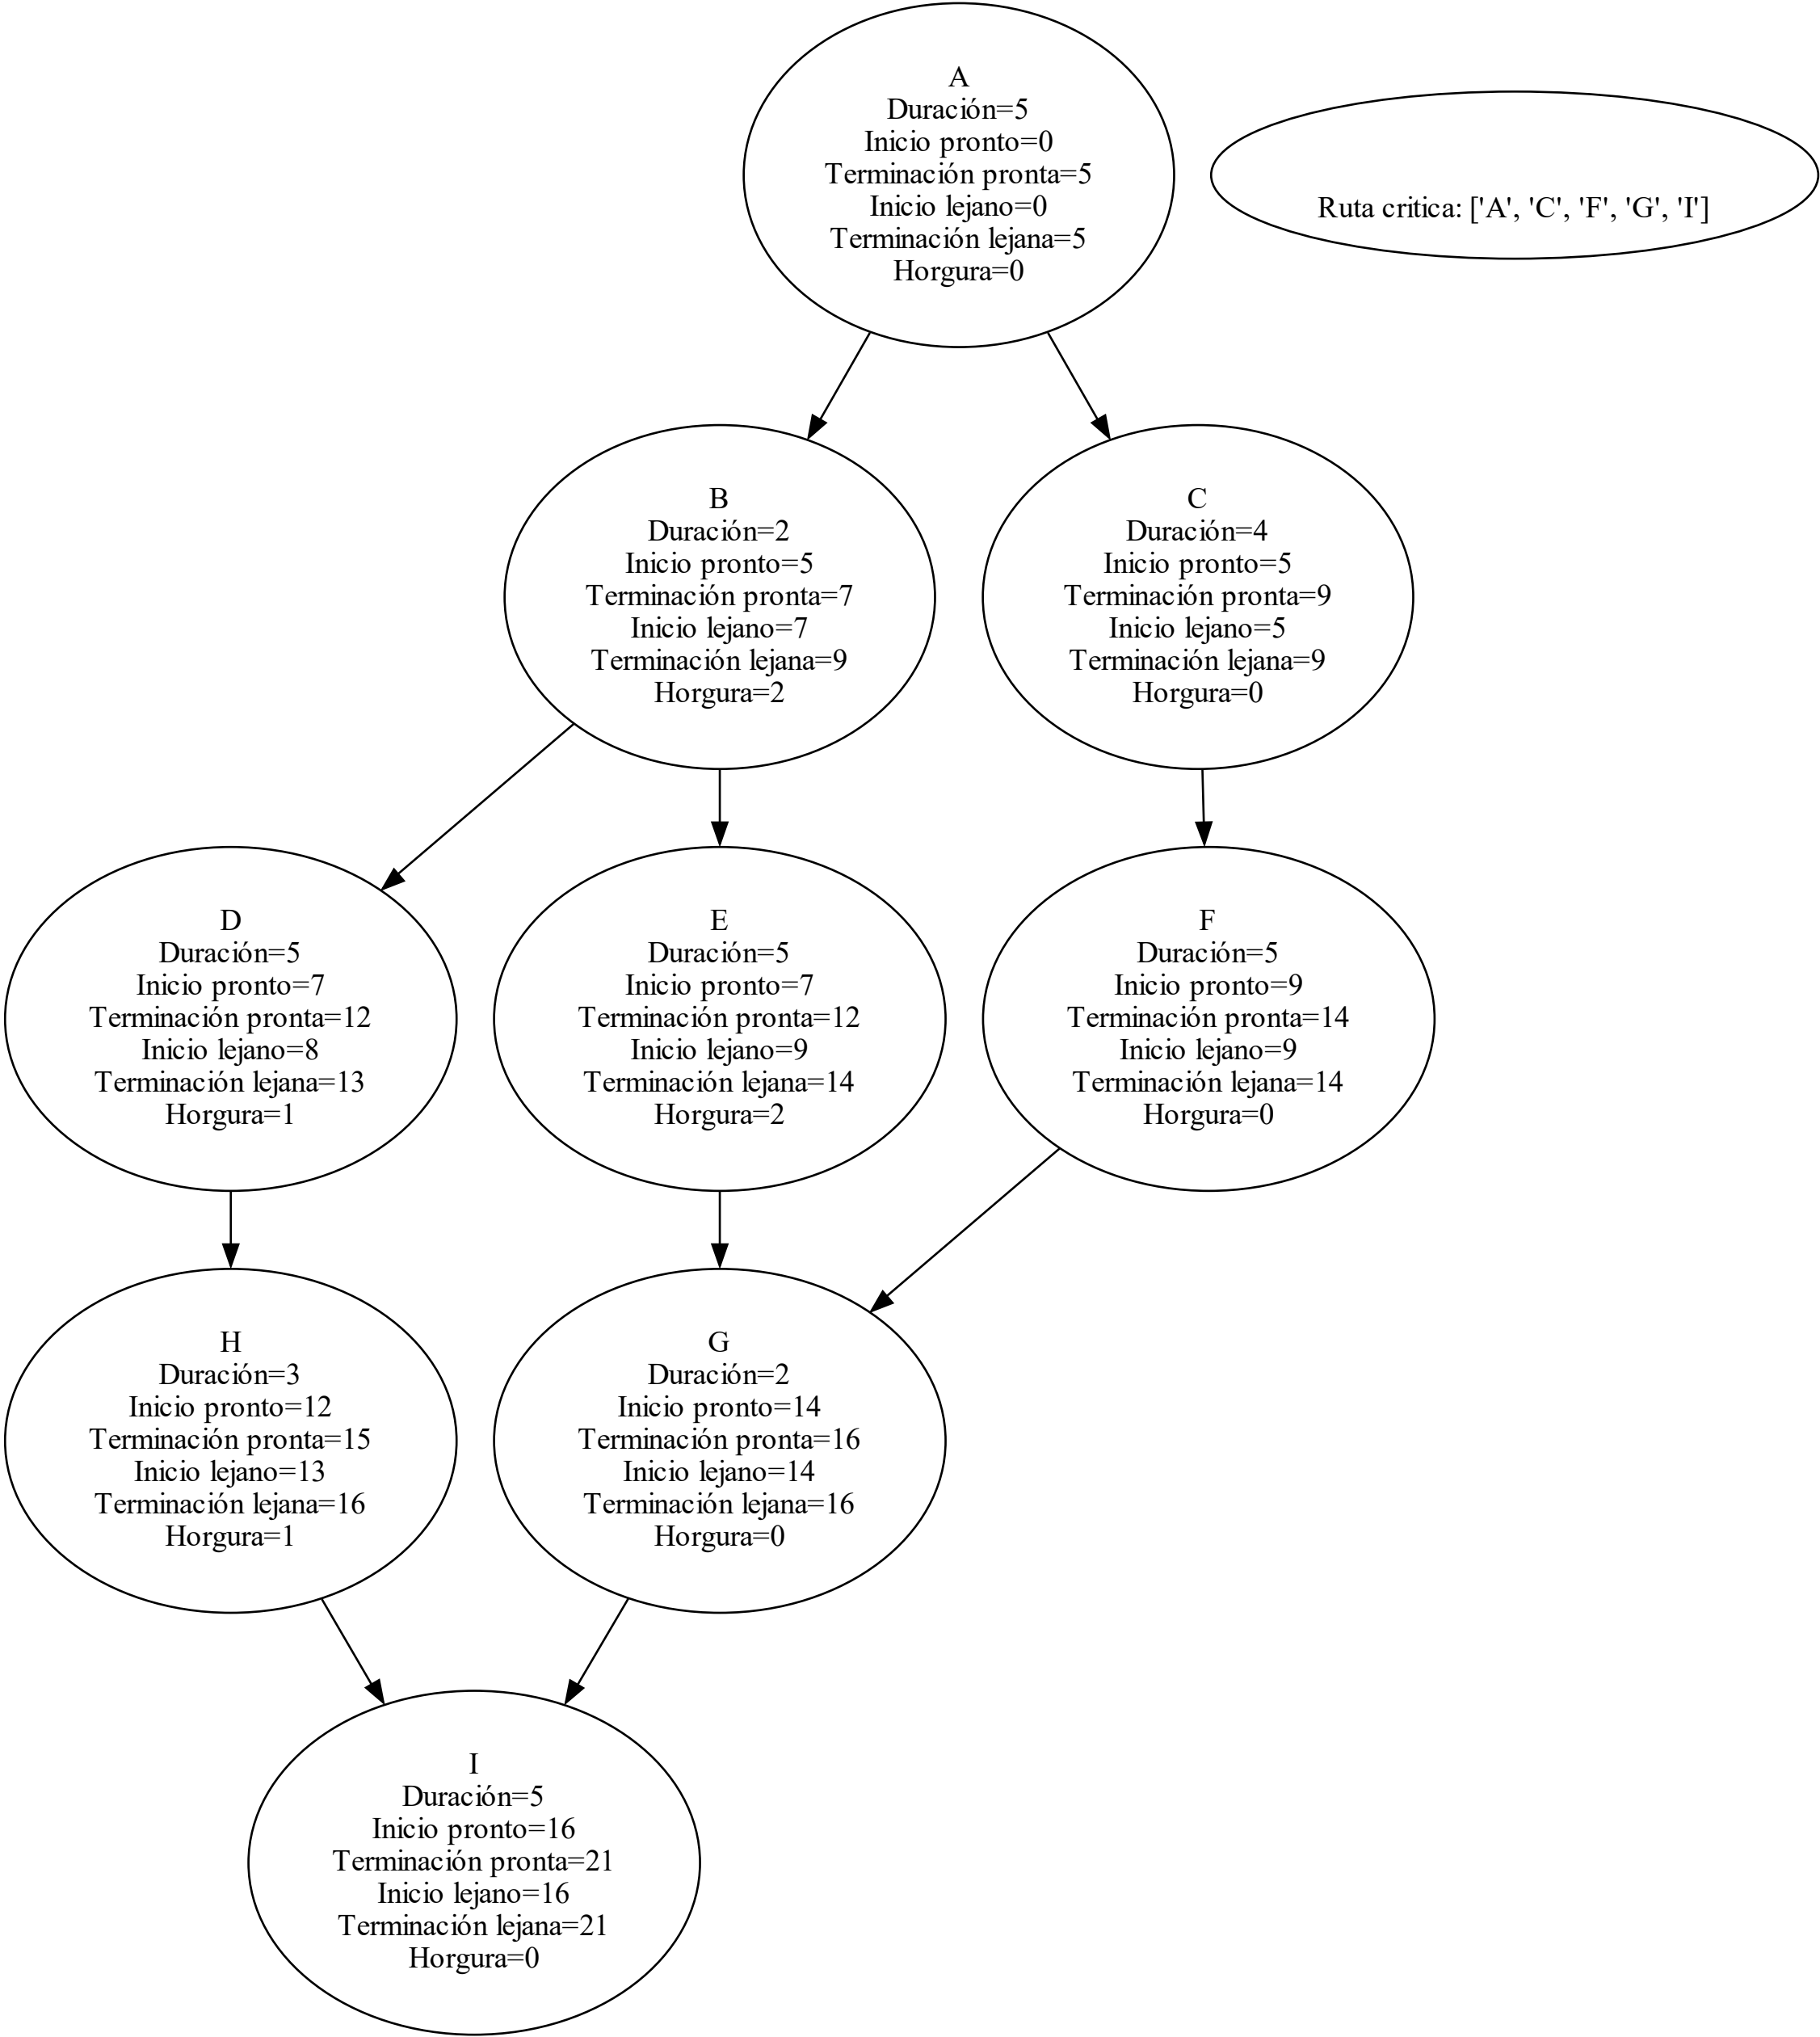 A
Duración=5
Inicio pronto=0
Terminación pronta=5
Inicio lejano=0
Terminación lejana=5
Horgura=0
Ruta critica: ['A', 'C', 'F', 'G', 'I']
B
Duración=2
Inicio pronto=5
Terminación pronta=7
Inicio lejano=7
Terminación lejana=9
Horgura=2
C
Duración=4
Inicio pronto=5
Terminación pronta=9
Inicio lejano=5
Terminación lejana=9
Horgura=0
D
Duración=5
Inicio pronto=7
Terminación pronta=12
Inicio lejano=8
Terminación lejana=13
Horgura=1
E
Duración=5
Inicio pronto=7
Terminación pronta=12
Inicio lejano=9
Terminación lejana=14
Horgura=2
F
Duración=5
Inicio pronto=9
Terminación pronta=14
Inicio lejano=9
Terminación lejana=14
Horgura=0
H
Duración=3
Inicio pronto=12
Terminación pronta=15
Inicio lejano=13
Terminación lejana=16
Horgura=1
G
Duración=2
Inicio pronto=14
Terminación pronta=16
Inicio lejano=14
Terminación lejana=16
Horgura=0
I
Duración=5
Inicio pronto=16
Terminación pronta=21
Inicio lejano=16
Terminación lejana=21
Horgura=0